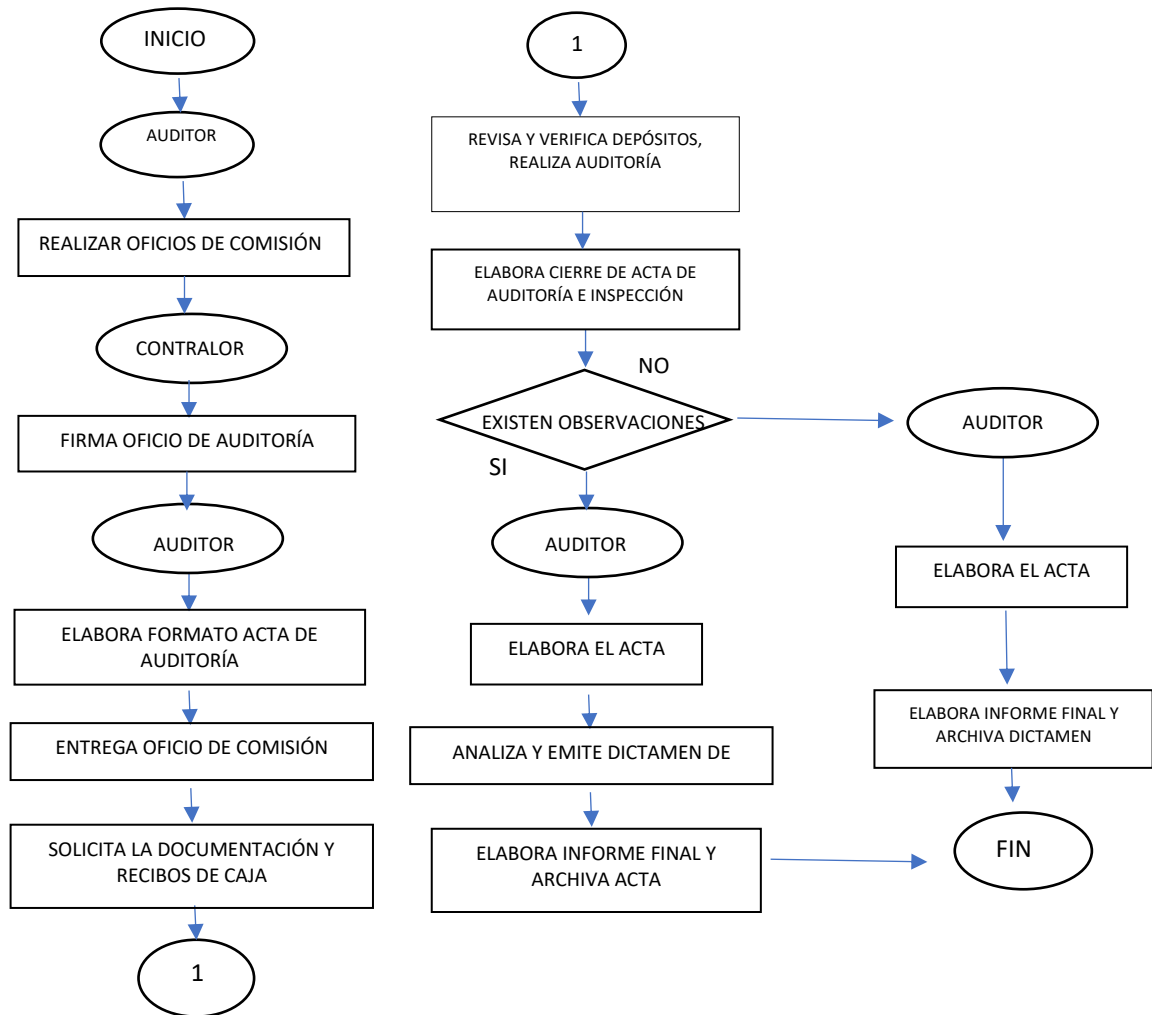 INICIO
AUDITOR
REALIZAR OFICIOS DE COMISIÓN
CONTRALOR
FIRMA OFICIO DE AUDITORÍA
AUDITOR
ELABORA FORMATO ACTA DE
AUDITORÍA
ENTREGA OFICIO DE COMISIÓN
SOLICITA LA DOCUMENTACIÓN Y
RECIBOS DE CAJA
1
1
REVISA Y VERIFICA DEPÓSITOS,
REALIZA AUDITORÍA
ELABORA CIERRE DE ACTA DE
AUDITORÍA E INSPECCIÓN
NO
EXISTEN OBSERVACIONES
SI
AUDITOR
ELABORA EL ACTA
ANALIZA Y EMITE DICTAMEN DE
ELABORA INFORME FINAL Y
ARCHIVA ACTA
AUDITOR
ELABORA EL ACTA
ELABORA INFORME FINAL Y
ARCHIVA DICTAMEN
FIN